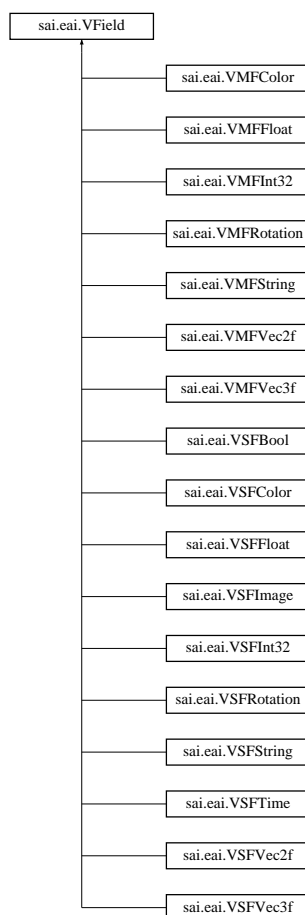 sai.eai.VField
sai.eai.VMFColor
sai.eai.VMFFloat
sai.eai.VMFInt32
sai.eai.VMFRotation
sai.eai.VMFString
sai.eai.VMFVec2f
sai.eai.VMFVec3f
sai.eai.VSFBool
sai.eai.VSFColor
sai.eai.VSFFloat
sai.eai.VSFImage
sai.eai.VSFInt32
sai.eai.VSFRotation
sai.eai.VSFString
sai.eai.VSFTime
sai.eai.VSFVec2f
sai.eai.VSFVec3f